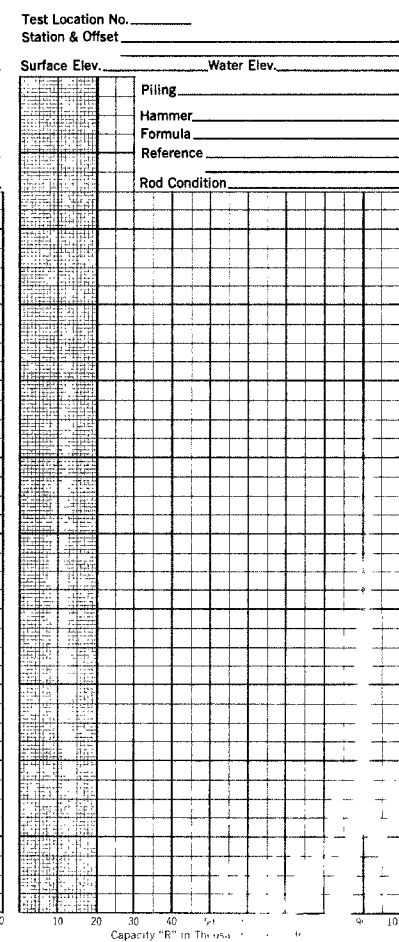 Test Location No.
Station & Offset
Surface Elev. Water Elev.
Piling
Hammer
Formula
Reference
Rod Condition
0 10 20 30 40 10
Capacity "R" in